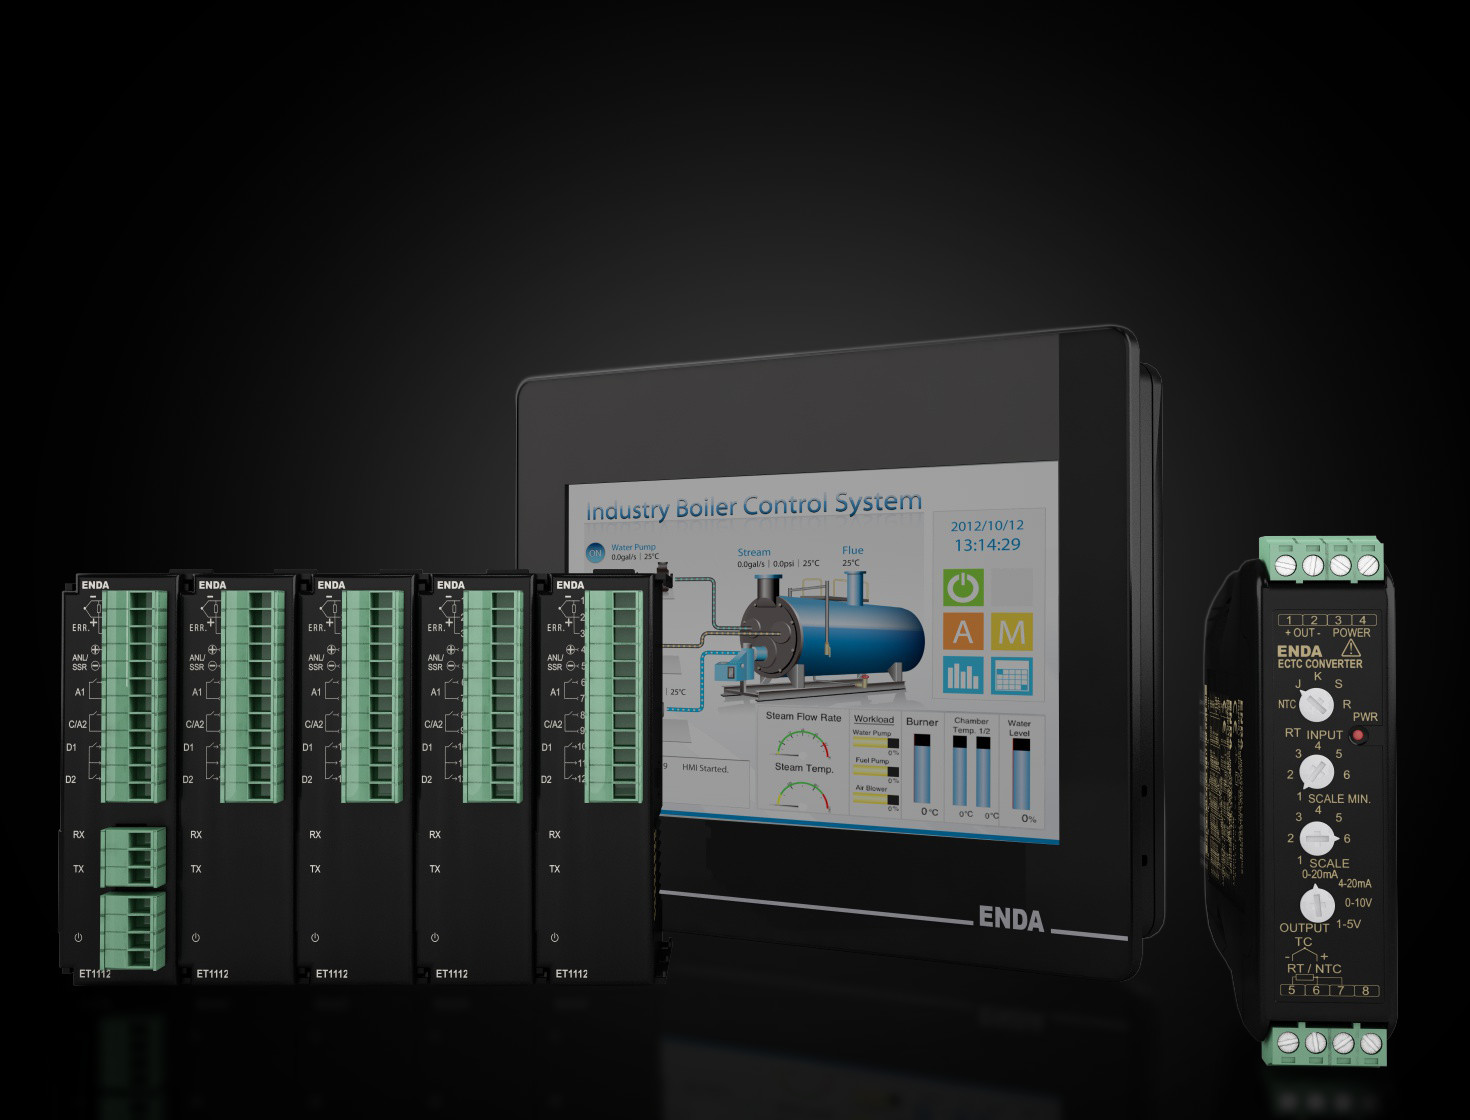 ENDA
ERR.
ANL/
SSR
A1
C/A2
D1
D2
RX
TX
ET1112
ENDA
ERR.
ANL/
SSR
A1
C/A2
D1
D2
RX
TX
ET1112
ENDA
ERR.
ANL/
SSR
A1
C/A2
D1
D2
RX
TX
ET1112
ENDA
ERR.
ANL/
SSR
A1
C/A2
D1
D2
RX
TX
ET1112
ENDA
ERR.
ANL/
SSR
A1
C/A2
D1
D2
RX
TX
ET1112
Industry Boiler Control System
2012/10/12
13:14:29
ON
Water Pump
0.0gal/s | 25°C
Stream
0.0gal/s | 0.0psi | 25°C
Flue
25°C
A M
25°C
9 HMI Started.
Steam Flow Rate
Steam Temp.
Workload
Water Pump
0%
Fuel Pump
0%
Air Blower
0%
Burner
0°C
Chamber
Temp. 1/2
0°C 0°C
Water
Level
0%
ENDA
1 2 3 4
+ OUT - POWER
ENDA
ECTC CONVERTER
K
J S
NTC R
PWR
RT INPUT
4
3 5
2 6
1 SCALE MIN.
4
3 5
2 6
1 SCALE
0-20mA
4-20mA
0-10V
1-5V
OUTPUT
TC
- +
RT / NTC
5 6 7 8